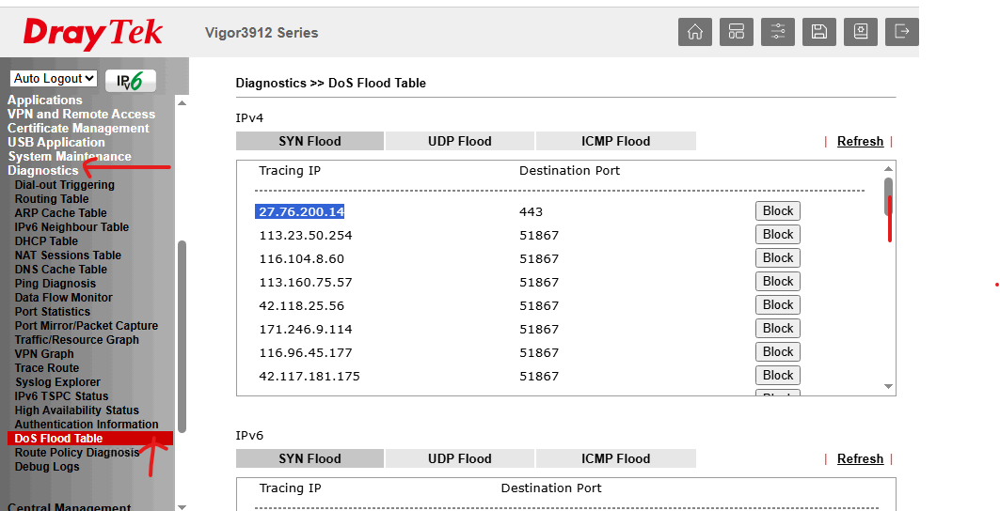 DrayTek
Vigor3912 Series
Auto Logout
IPv6
Applications
VPN and Remote Access
Certificate Management
USB Application
System Maintenance
Diagnostics
Dial-out Triggering
Routing Table
ARP Cache Table
IPv6 Neighbour Table
DHCP Table
NAT Sessions Table
DNS Cache Table
Ping Diagnosis
Data Flow Monitor
Port Statistics
Port Mirror/Packet Capture
Traffic/Resource Graph
VPN Graph
Trace Route
Syslog Explorer
IPv6 TSPC Status
High Availability Status
Authentication Information
DoS Flood Table
Route Policy Diagnosis
Debug Logs
Central Management
Diagnostics >> DoS Flood Table
IPv4
SYN Flood UDP Flood ICMP Flood | Refresh |
Tracing IP Destination Port
27.76.200.14 443 Block
113.23.50.254 51867 Block
116.104.8.60 51867 Block
113.160.75.57 51867 Block
42.118.25.56 51867 Block
171.246.9.114 51867 Block
116.96.45.177 51867 Block
42.117.181.175 51867 Block
IPv6
SYN Flood UDP Flood ICMP Flood | Refresh |
Tracing IP Destination Port